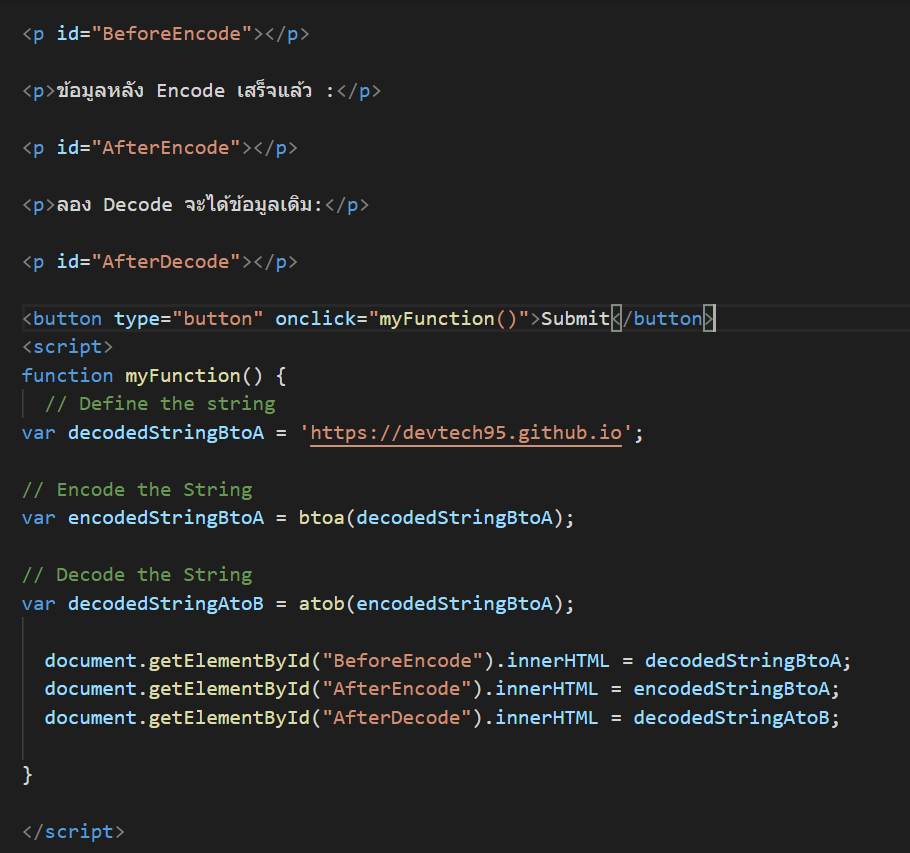 <p id="BeforeEncode"></p>
<p>ข้อมูลหลัง Encode เสร็จแล้ว :</p>
<p id="AfterEncode"></p>
<p>ลอง Decode จะได้ข้อมูลเดิม:</p>
<p id="AfterDecode"></p>
<button type="button" onclick="myFunction()">Submit</button>
<script>
function myFunction() {
// Define the string
var decodedStringBtoA = 'https://devtech95.github.io';
// Encode the String
var encodedStringBtoA = btoa(decodedStringBtoA);
// Decode the String
var decodedStringAtoB = atob(encodedStringBtoA);
document.getElementById("BeforeEncode").innerHTML = decodedStringBtoA;
document.getElementById("AfterEncode").innerHTML = encodedStringBtoA;
document.getElementById("AfterDecode").innerHTML = decodedStringAtoB;
}
</script>